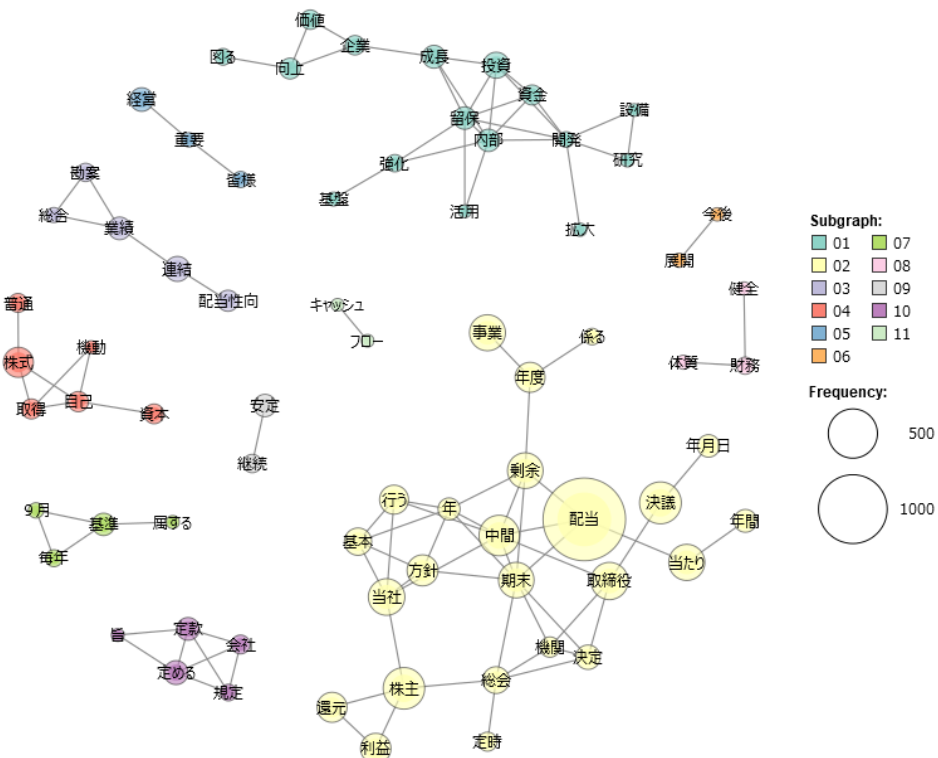 価値
図る
向上
企業
成長
投資
資金
留保
内部
開発
設備
研究
強化
基盤
活用
拡大
経営
重要
皆様
勘案
総合
業績
連結
配当性向
今後
展開
健全
体質
財務
キャッシュ
フロー
普通
株式
機動
取得
自己
資本
安定
継続
事業
係る
年度
剰余
年月日
行う
年
配当
決議
年間
基本
中間
方針
期末
取締役
当たり
当社
機関
決定
株主
総会
還元
利益
定時
9月
基準
属する
毎年
旨
定款
会社
定める
規定
Subgraph:
01
02
03
04
05
06
07
08
09
10
11
Frequency:
500
1000